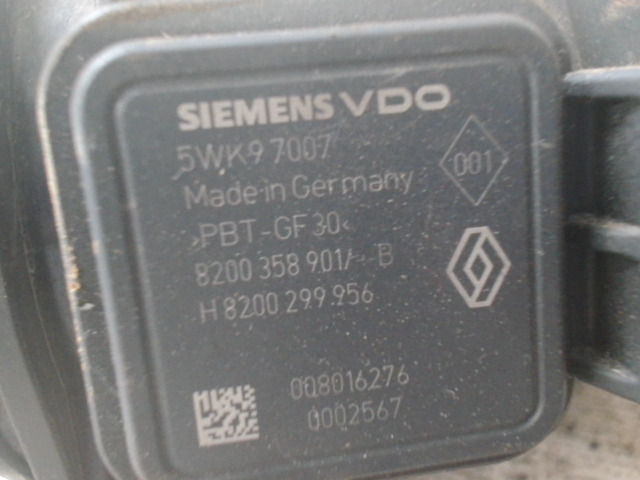 SIEMENS VDO
5WK9 7007
001
Made in Germany
>PBT-GF30<
8200 358 901/--B
H 8200 299 956
008016276
0002567